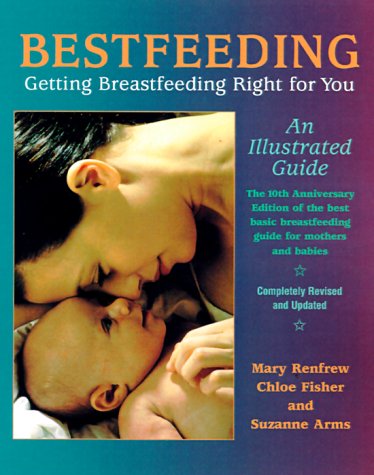 BESTFEEDING
Getting Breastfeeding Right for You
An
Illustrated
Guide
The 10th Anniversary
Edition of the best
basic breastfeeding
guide for mothers
and babies
Completely Revised
and Updated
Mary Renfrew
Chloe Fisher
and
Suzanne Arms